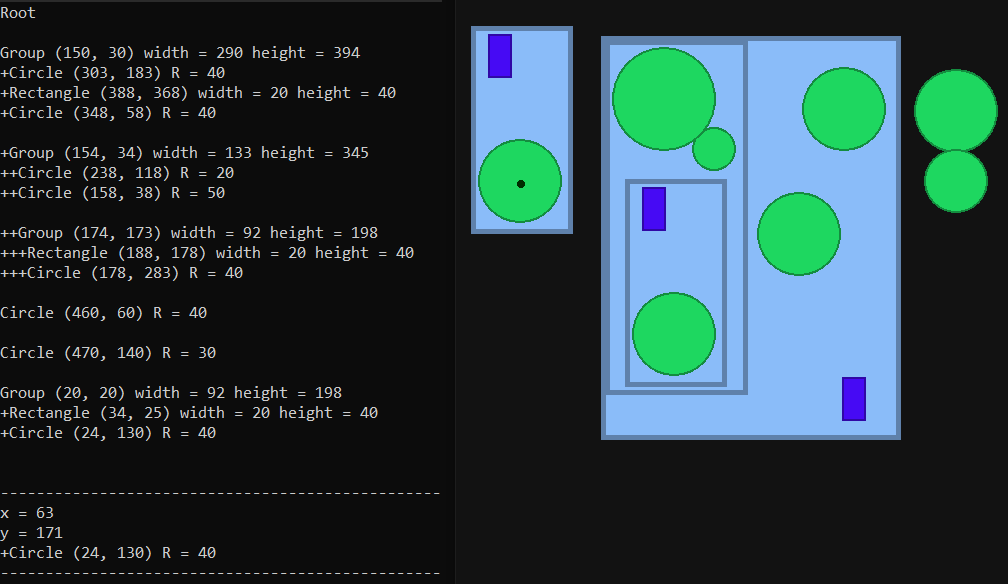 Root
Group (150, 30) width = 290 height = 394
+Circle (303, 183) R = 40
+Rectangle (388, 368) width = 20 height = 40
+Circle (348, 58) R = 40
+Group (154, 34) width = 133 height = 345
++Circle (238, 118) R = 20
++Circle (158, 38) R = 50
++Group (174, 173) width = 92 height = 198
+++Rectangle (188, 178) width = 20 height = 40
+++Circle (178, 283) R = 40
Circle (460, 60) R = 40
Circle (470, 140) R = 30
Group (20, 20) width = 92 height = 198
+Rectangle (34, 25) width = 20 height = 40
+Circle (24, 130) R = 40
-------------------------------------------------
x = 63
y = 171
+Circle (24, 130) R = 40
-------------------------------------------------